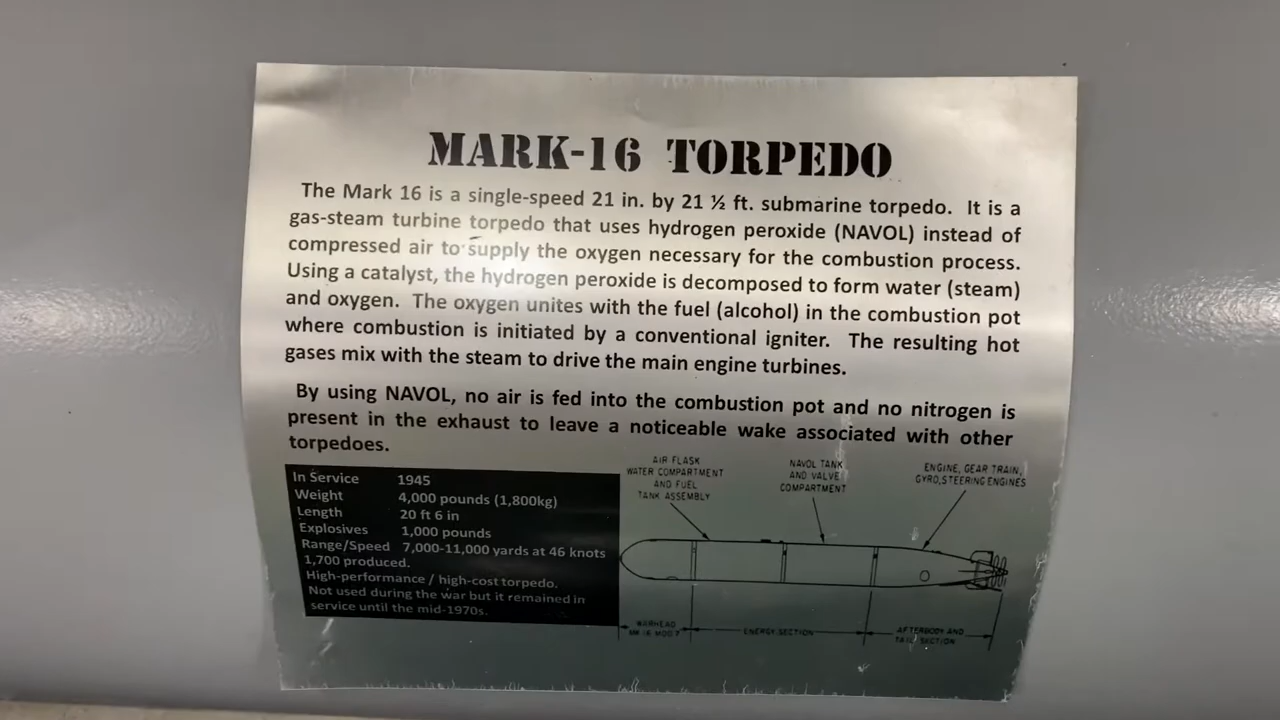 MARK-16 TORPEDO
The Mark 16 is a single-speed 21 in. by 21 ½ ft. submarine torpedo. It is a
gas-steam turbine torpedo that uses hydrogen peroxide (NAVOL) instead of
compressed air to supply the oxygen necessary for the combustion process.
Using a catalyst, the hydrogen peroxide is decomposed to form water (steam)
and oxygen. The oxygen unites with the fuel (alcohol) in the combustion pot
where combustion is initiated by a conventional igniter. The resulting hot
gases mix with the steam to drive the main engine turbines.
By using NAVOL, no air is fed into the combustion pot and no nitrogen is
present in the exhaust to leave a noticeable wake associated with other
torpedoes.
In Service 1945
Weight 4,000 pounds (1,800kg)
Length 20 ft 6 in
Explosives 1,000 pounds
Range/Speed 7,000-11,000 yards at 46 knots
1,700 produced.
High-performance / high-cost torpedo.
Not used during the war but it remained in
service until the mid-1970s.
AIR FLASK
WATER COMPARTMENT
AND FUEL
TANK ASSEMBLY
NAVOL TANK
AND VALVE
COMPARTMENT
ENGINE, GEAR TRAIN,
GYRO, STEERING ENGINES
WARHEAD
MK 16 MOD 7
ENERGY SECTION
AFTERBODY AND
TAIL SECTION